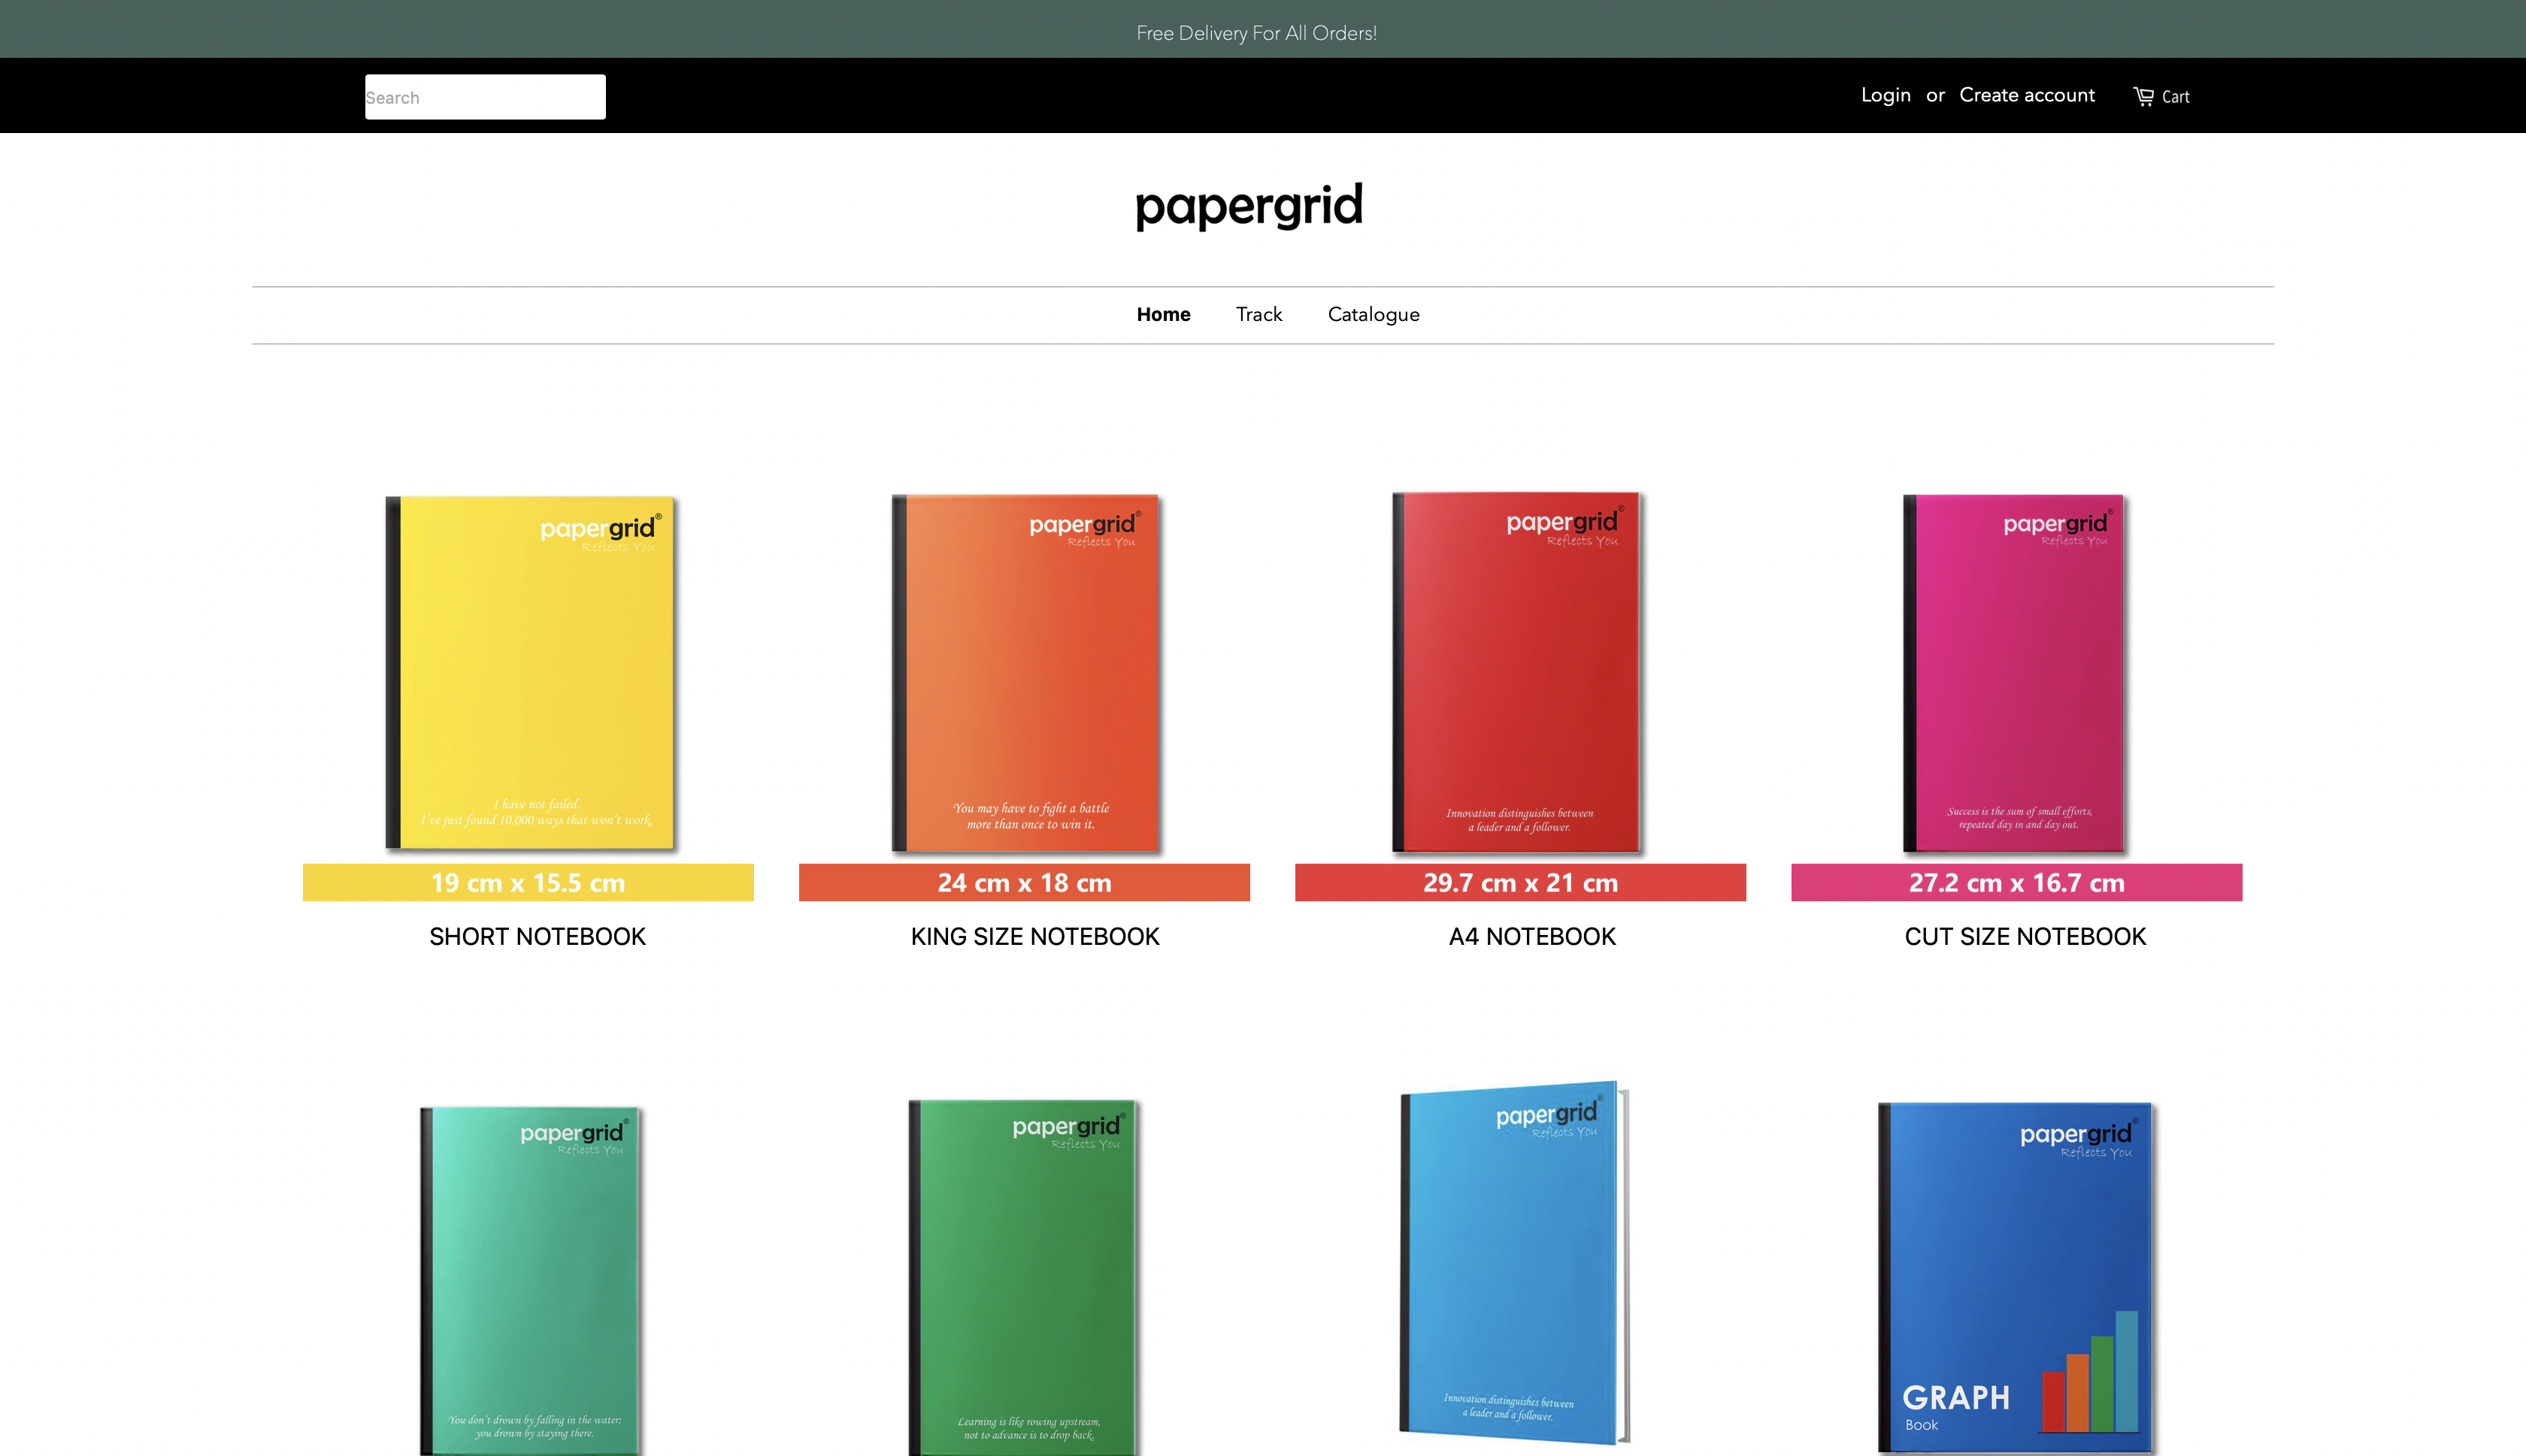 Free Delivery For All Orders!
Search
Login or Create account Cart
papergrid
Home Track Catalogue
papergrid®
Reflects You
I have not failed.
I've just found 10,000 ways that won't work.
19 cm x 15.5 cm
SHORT NOTEBOOK
papergrid®
Reflects You
You may have to fight a battle
more than once to win it.
24 cm x 18 cm
KING SIZE NOTEBOOK
papergrid®
Reflects You
Innovation distinguishes between
a leader and a follower.
29.7 cm x 21 cm
A4 NOTEBOOK
papergrid®
Reflects You
Success is the sum of small efforts,
repeated day in and day out.
27.2 cm x 16.7 cm
CUT SIZE NOTEBOOK
papergrid®
Reflects You
You don't drown by falling in the water;
you drown by staying there.
papergrid®
Reflects You
Learning is like rowing upstream,
not to advance is to drop back.
papergrid®
Reflects You
Innovation distinguishes between
a leader and a follower.
papergrid®
Reflects You
GRAPH
Book